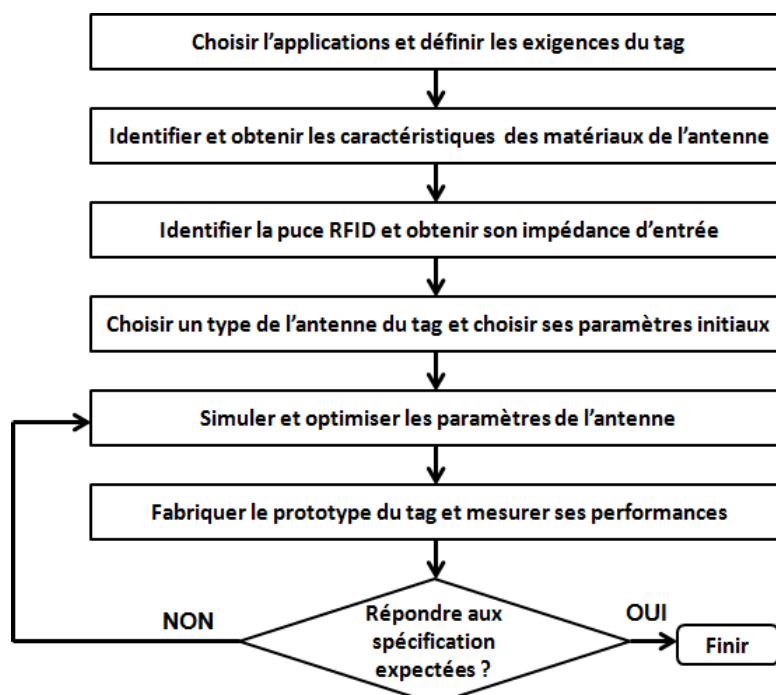 Choisir l'applications et définir les exigences du tag
Identifier et obtenir les caractéristiques des matériaux de l'antenne
Identifier la puce RFID et obtenir son impédance d'entrée
Choisir un type de l'antenne du tag et choisir ses paramètres initiaux
Simuler et optimiser les paramètres de l'antenne
Fabriquer le prototype du tag et mesurer ses performances
NON
Répondre aux
spécification
expectées ?
OUI
Finir